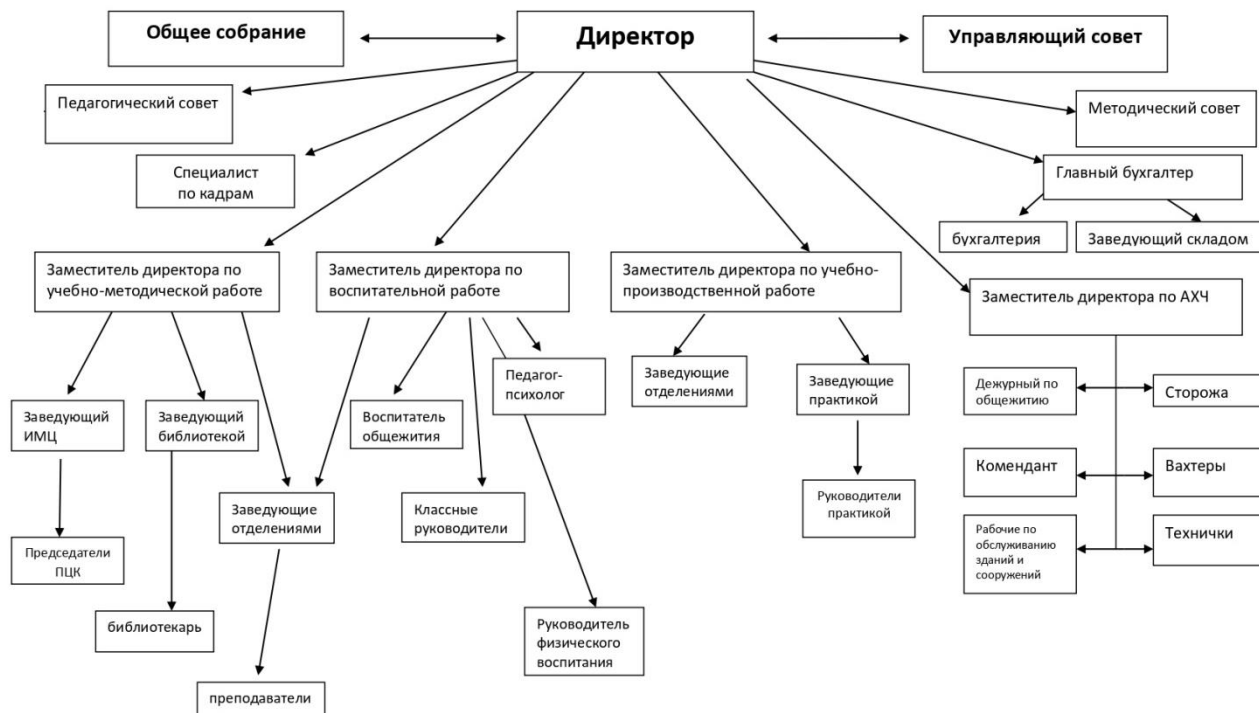 Общее собрание
Директор
Управляющий совет
Педагогический совет
Методический совет
Специалист
по кадрам
Главный бухгалтер
бухгалтерия
Заведующий складом
Заместитель директора по
учебно-методической работе
Заместитель директора по
воспитательной работе
Заместитель директора по учебно-
производственной работе
Заместитель директора по АХЧ
Заведующий
ИМЦ
Заведующий
библиотекой
Воспитатель
общежития
Педагог-
психолог
Заведующие
отделениями
Заведующие
практикой
Дежурный по
общежитию
Сторожа
Комендант
Вахтеры
Заведующие
отделениями
Классные
руководители
Руководители
практикой
Рабочие по
обслуживанию
зданий и
сооружений
Технички
Председатели
ПЦК
библиотекарь
Руководитель
физического
воспитания
преподаватели